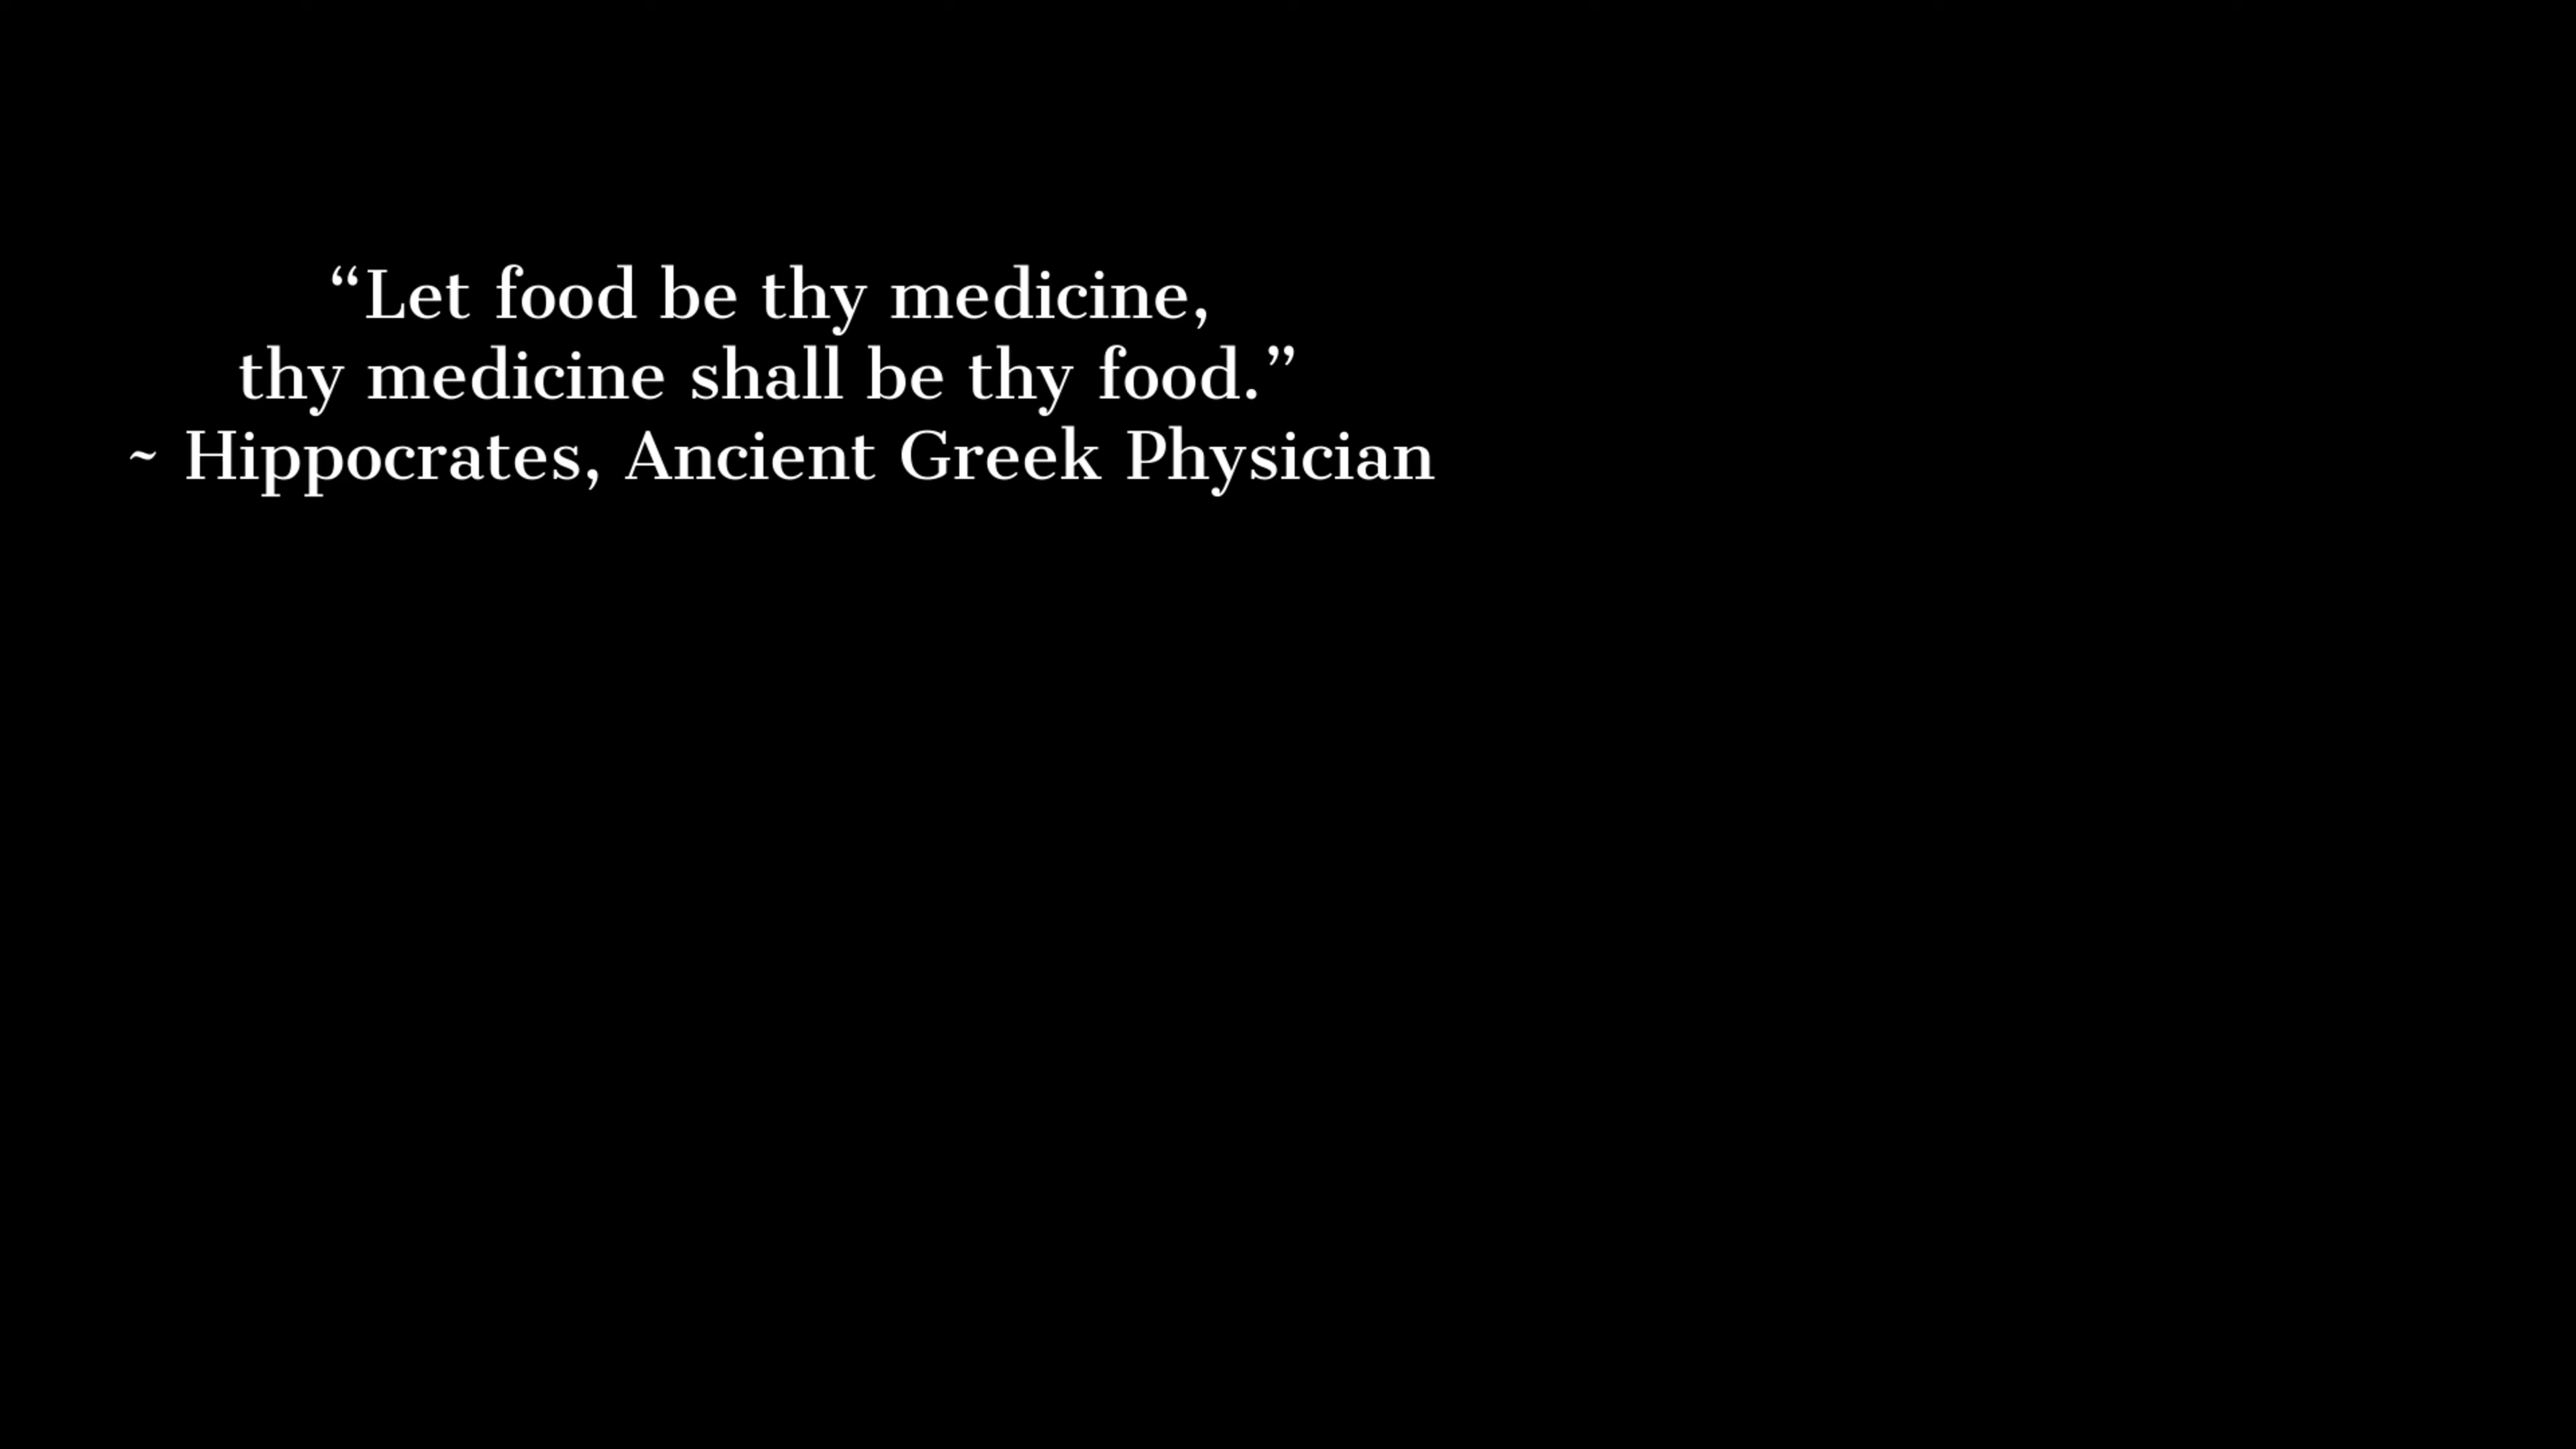 “Let food be thy medicine,
thy medicine shall be thy food.”
~ Hippocrates, Ancient Greek Physician